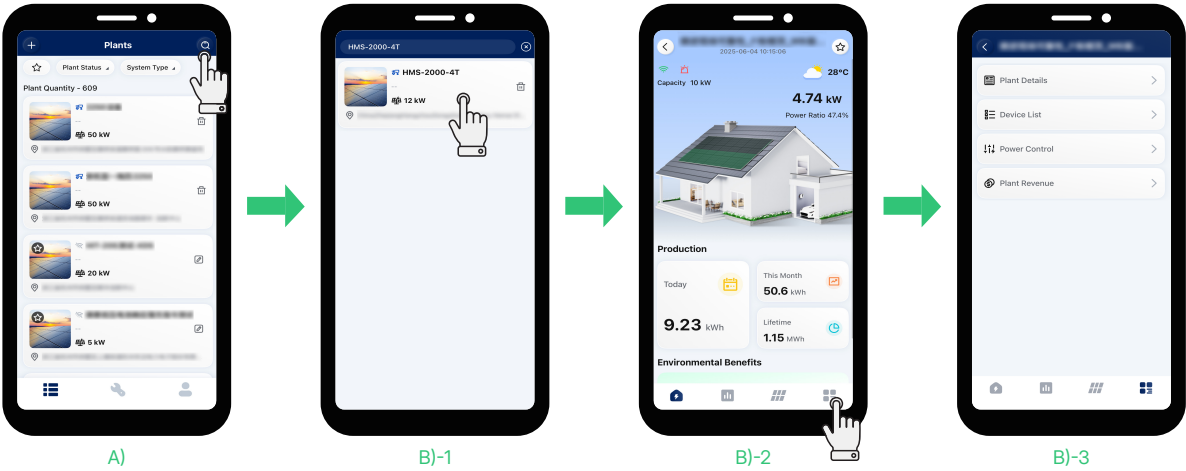 Plants
Plant Status
System Type
Plant Quantity - 609
--
50 kW
--
50 kW
--
20 kW
--
5 kW
A)
HMS-2000-4T
HMS-2000-4T
--
12 kW
B)-1
2025-06-04 10:15:06
Capacity 10 kW
28°C
4.74 kW
Power Ratio 47.4%
Production
Today
9.23 kWh
This Month
50.6 kWh
Lifetime
1.15 MWh
Environmental Benefits
B)-2
Plant Details
Device List
Power Control
Plant Revenue
B)-3